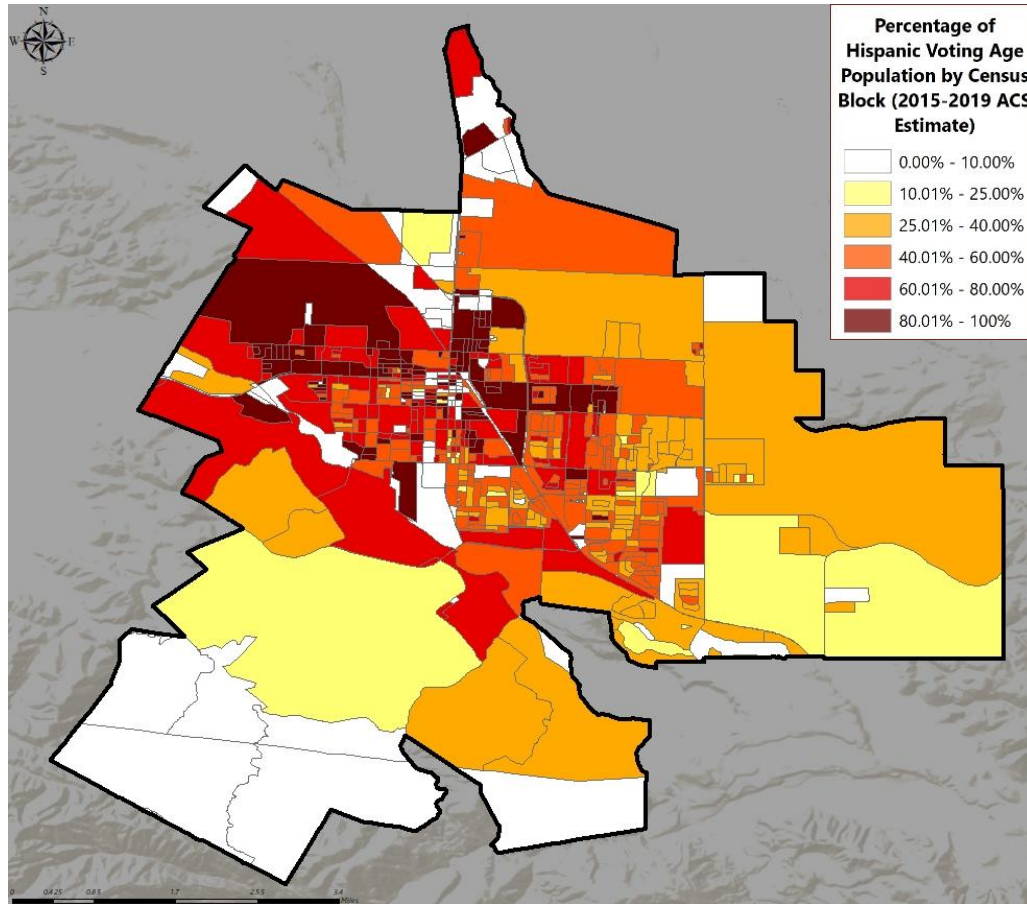 N
W E
S
Percentage of
Hispanic Voting Age
Population by Census
Block (2015-2019 ACS
Estimate)
0.00% - 10.00%
10.01% - 25.00%
25.01% - 40.00%
40.01% - 60.00%
60.01% - 80.00%
80.01% - 100%
0 0.425 0.85 1.7 2.55 3.4
Miles